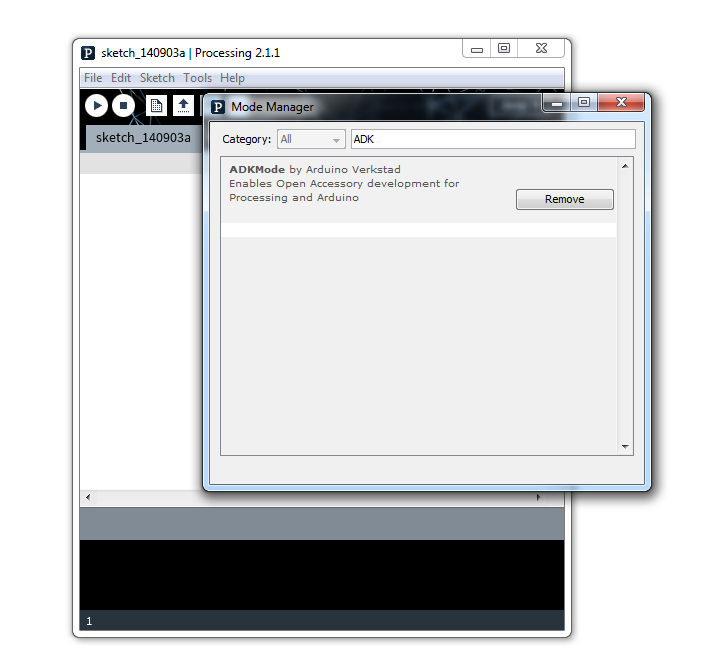 P sketch_140903a | Processing 2.1.1
File Edit Sketch Tools Help
sketch_140903a
P Mode Manager
Category: All ADK
ADKMode by Arduino Verkstad
Enables Open Accessory development for
Processing and Arduino
Remove
1